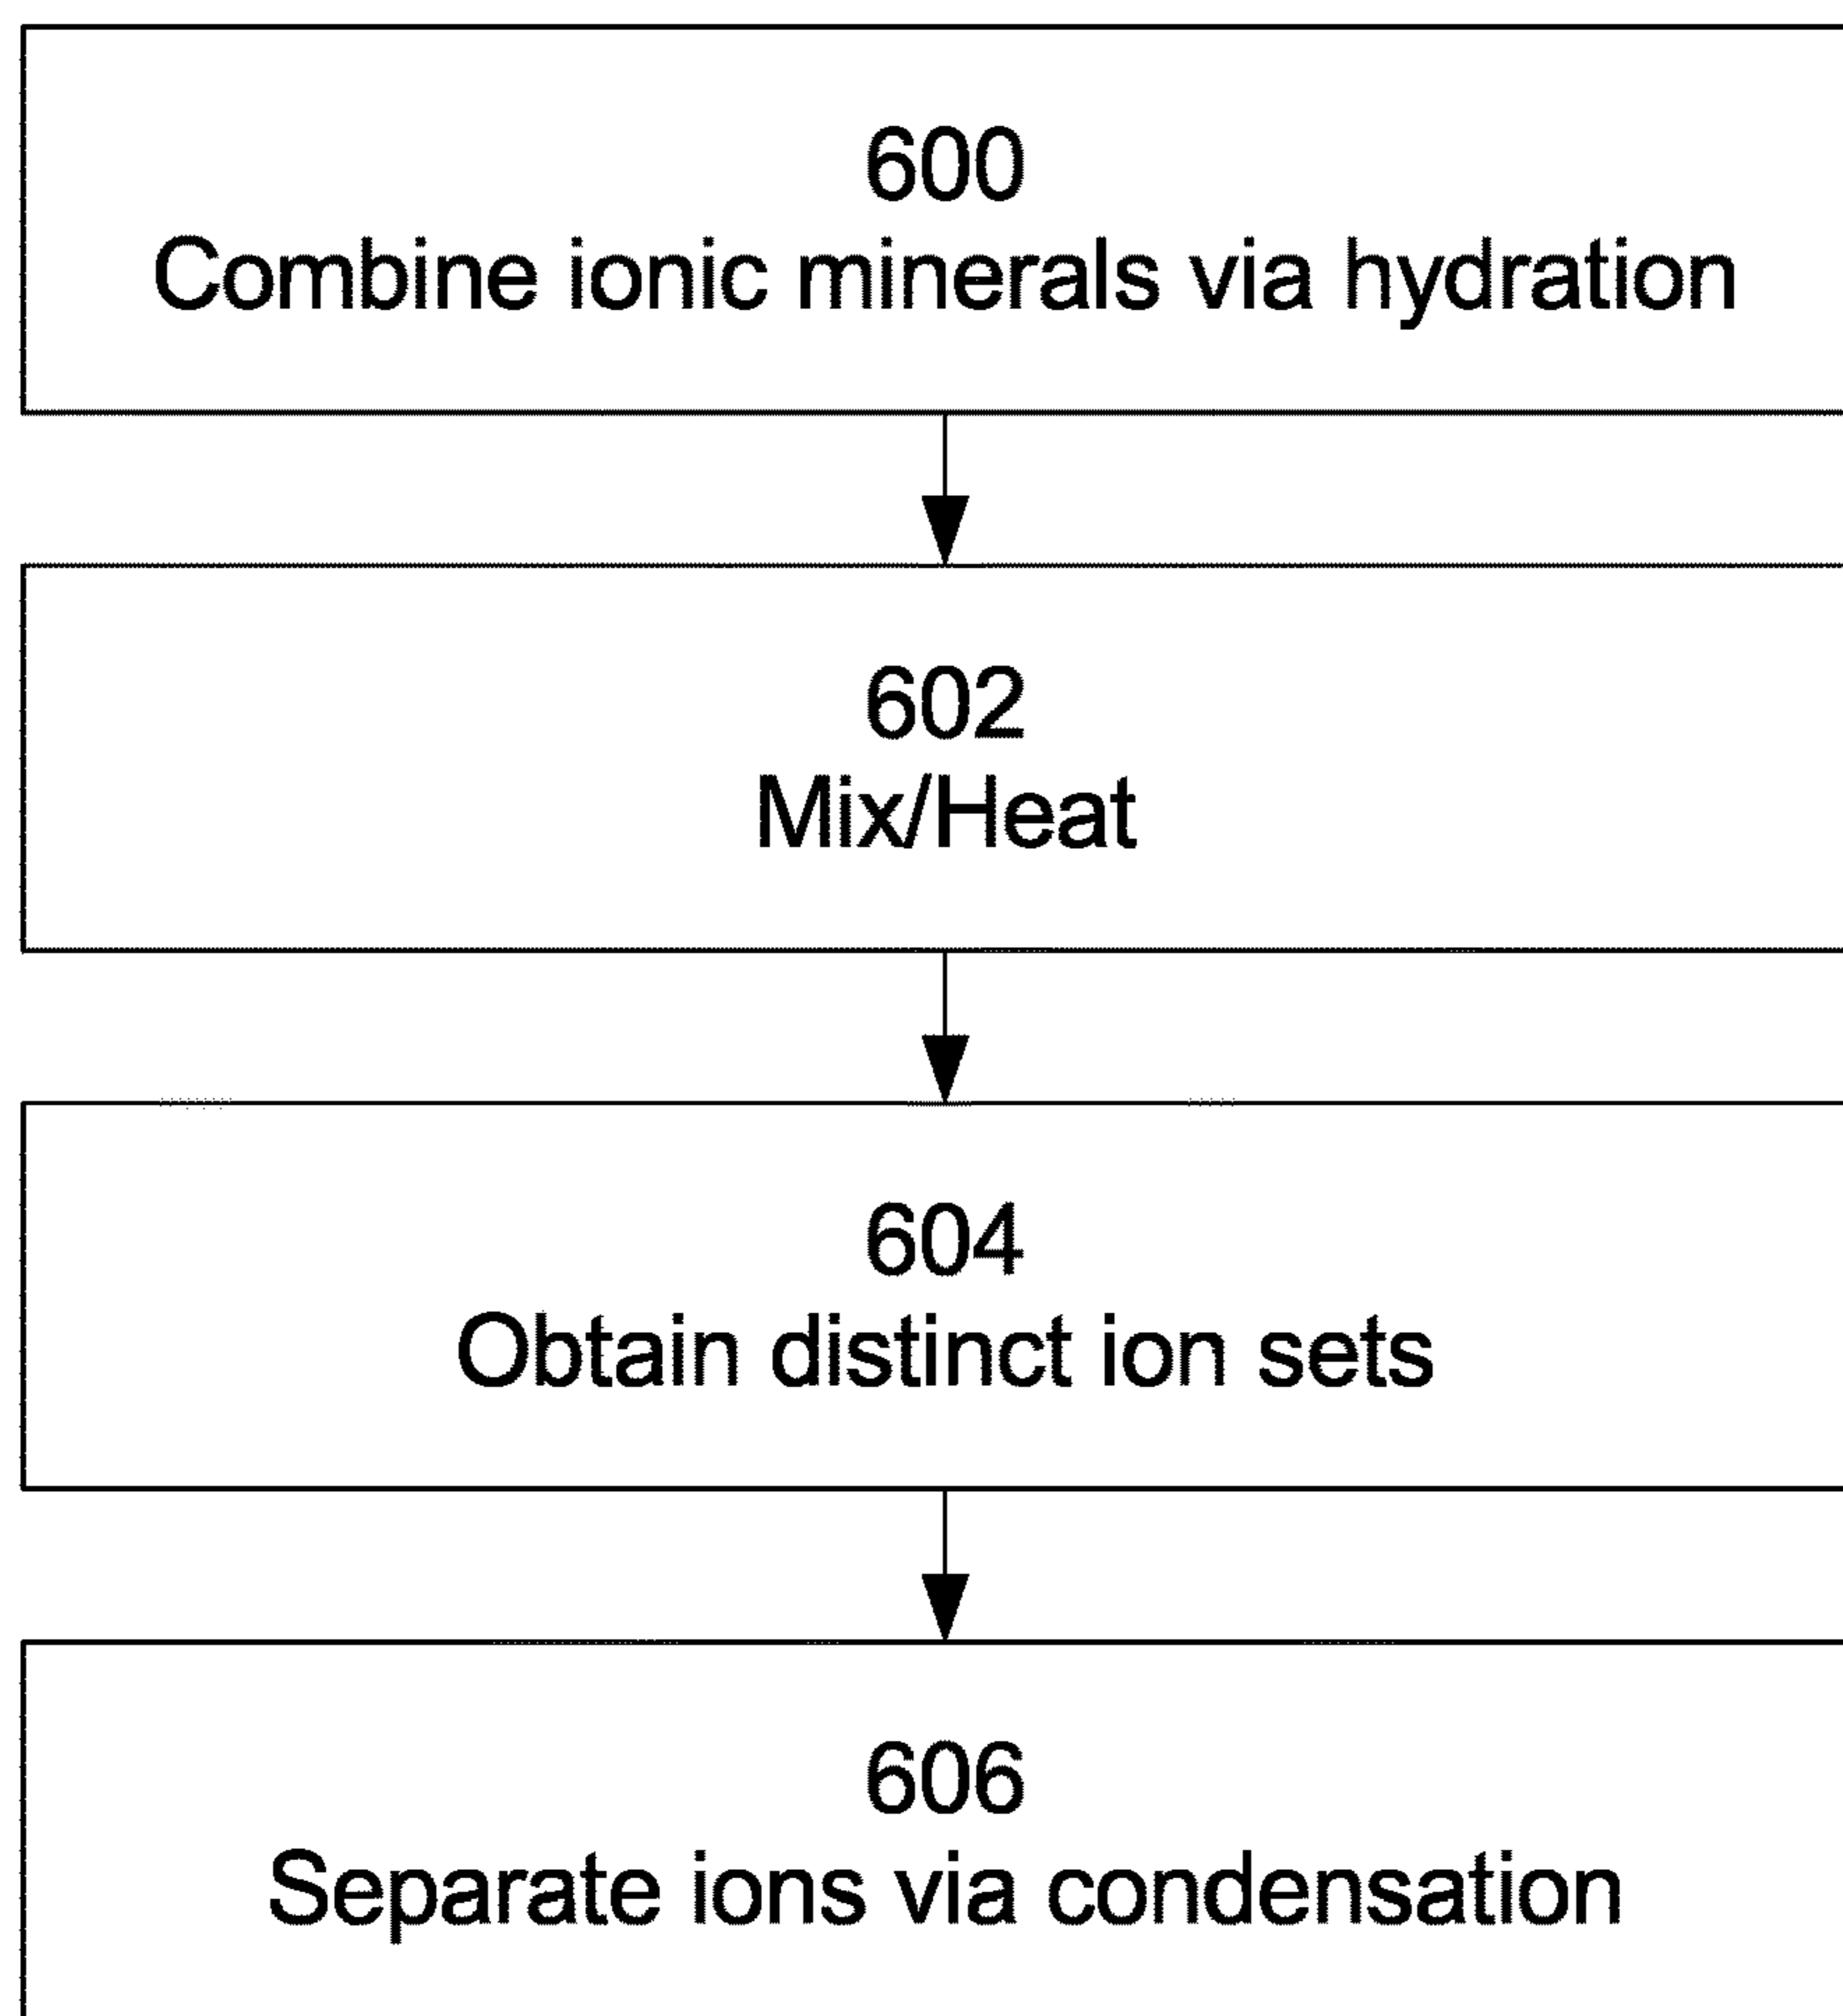 600
Combine ionic minerals via hydration
602
Mix/Heat
604
Obtain distinct ion sets
606
Separate ions via condensation